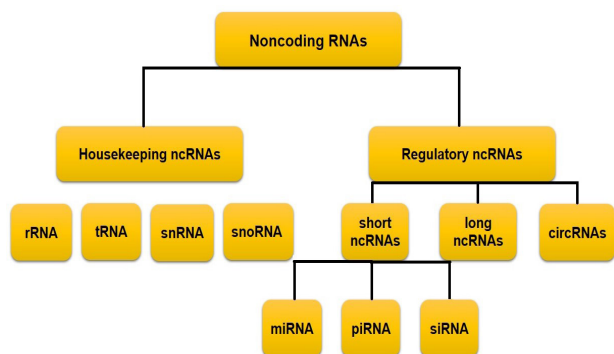 Noncoding RNAs
Housekeeping ncRNAs
Regulatory ncRNAs
rRNA
tRNA
snRNA
snoRNA
short
ncRNAs
long
ncRNAs
circRNAs
miRNA
piRNA
siRNA